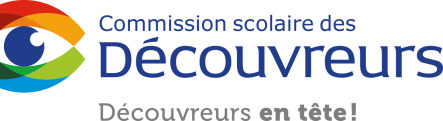 Commission scolaire des
Découvreurs
Découvreurs en tête!